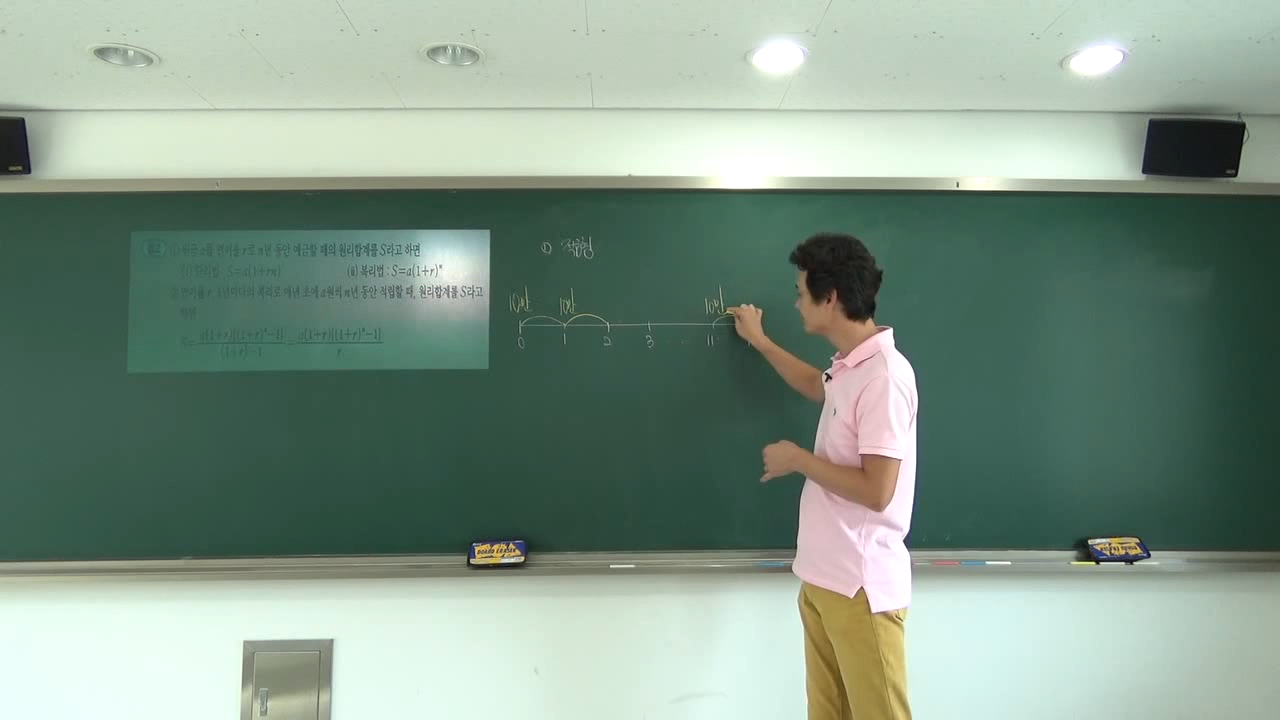 (1) 원금 a를 연이율 r로 n년 동안 예금할 때의 원리합계를 S라고 하면
(i) 단리법 : S=a(1+rn) (ii) 복리법 : S=a(1+r)ⁿ
(2) 연이율 r, 1년마다의 복리로 매년 초에 a원씩 n년 동안 적립할 때, 원리합계를 S라고
하면
S=a(1+r){(1+r)ⁿ-1}/(1+r)-1=a(1+r){(1+r)ⁿ-1}/r
① 적립형
10만 10만 10만
0 1 2 3 ... 11
BOARD ERASER